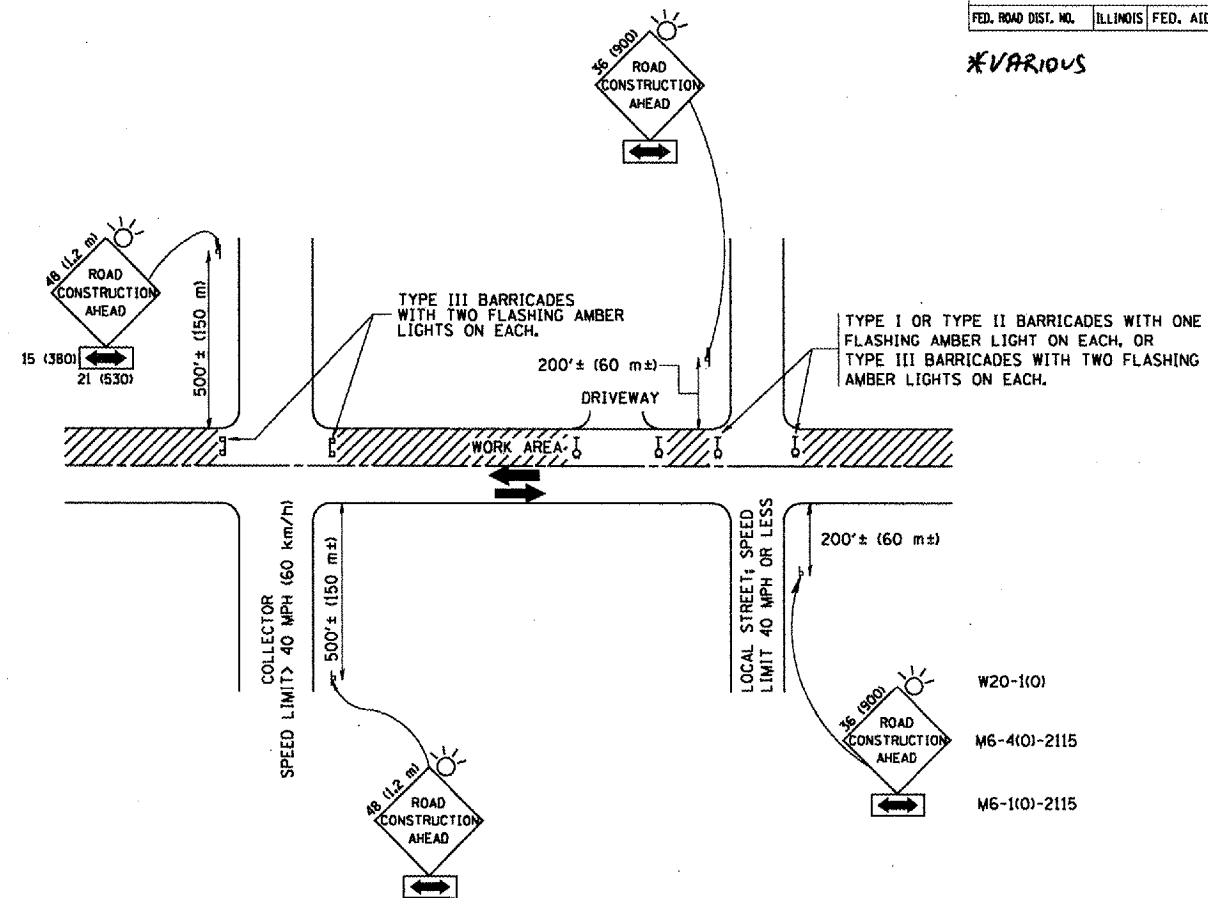 FED. ROAD DIST. NO. ILLINOIS FED. AID
*VARIOUS
36 (900)
ROAD
CONSTRUCTION
AHEAD
48 (1.2 m)
ROAD
CONSTRUCTION
AHEAD
15 (380)
21 (530)
500'± (150 m)
TYPE III BARRICADES
WITH TWO FLASHING AMBER
LIGHTS ON EACH.
200'± (60 m±)
DRIVEWAY
TYPE I OR TYPE II BARRICADES WITH ONE
FLASHING AMBER LIGHT ON EACH, OR
TYPE III BARRICADES WITH TWO FLASHING
AMBER LIGHTS ON EACH.
WORK AREA
COLLECTOR
SPEED LIMIT> 40 MPH (60 km/h)
500'± (150 m±)
LOCAL STREET; SPEED
LIMIT 40 MPH OR LESS
200'± (60 m±)
48 (1.2 m)
ROAD
CONSTRUCTION
AHEAD
36 (900)
ROAD
CONSTRUCTION
AHEAD
W20-1(O)
M6-4(O)-2115
M6-1(O)-2115